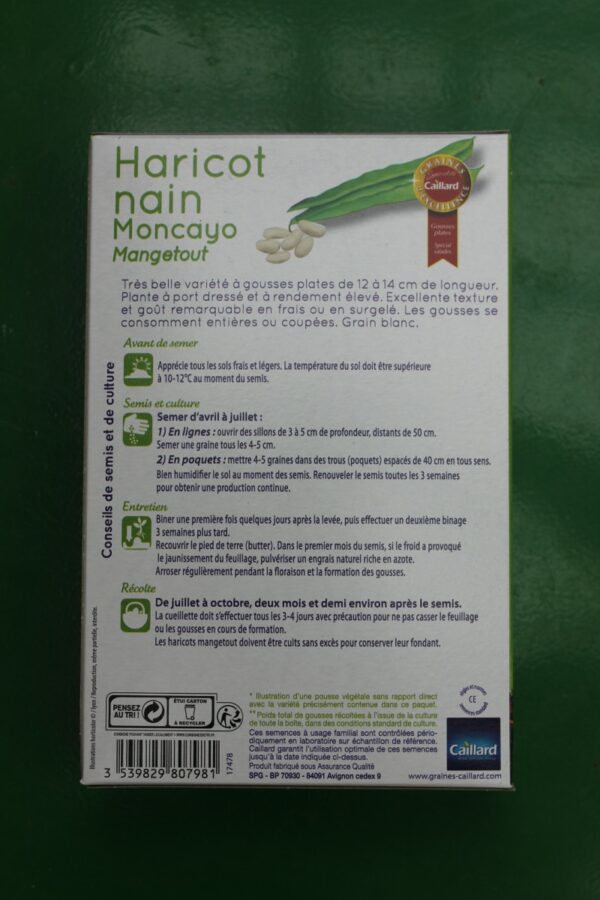 Haricot
nain
Moncayo
Mangetout
GRAINES
Caillard
D'EXCELLENCE
Gousses
plates
Spécial
salades
Très belle variété à gousses plates de 12 à 14 cm de longueur.
Plante à port dressé et à rendement élevé. Excellente texture
et goût remarquable en frais ou en surgelé. Les gousses se
consomment entières ou coupées. Grain blanc.
Conseils de semis et de culture
Avant de semer
Apprécie tous les sols frais et légers. La température du sol doit être supérieure
à 10-12°C au moment du semis.
Semis et culture
Semer d'avril à juillet :
1) En lignes : ouvrir des sillons de 3 à 5 cm de profondeur, distants de 50 cm.
Semer une graine tous les 4-5 cm.
2) En poquets : mettre 4-5 graines dans des trous (poquets) espacés de 40 cm en tous sens.
Bien humidifier le sol au moment des semis. Renouveler le semis toutes les 3 semaines
pour obtenir une production continue.
Entretien
Biner une première fois quelques jours après la levée, puis effectuer un deuxième binage
3 semaines plus tard.
Recouvrir le pied de terre (butter). Dans le premier mois du semis, si le froid a provoqué
le jaunissement du feuillage, pulvériser un engrais naturel riche en azote.
Arroser régulièrement pendant la floraison et la formation des gousses.
Récolte
De juillet à octobre, deux mois et demi environ après le semis.
La cueillette doit s'effectuer tous les 3-4 jours avec précaution pour ne pas casser le feuillage
ou les gousses en cours de formation.
Les haricots mangetout doivent être cuits sans excès pour conserver leur fondant.
Illustrations horticolor © / Iyoz / Reproduction, même partielle, interdite.
PENSEZ
AU TRI !
ÉTUI CARTON
À RECYCLER
3 539829 807981
17478
* Illustration d'une pousse végétale sans rapport direct
avec la variété précisément contenue dans ce paquet.
** Poids total de gousses récoltées à l'issue de la culture
de toute la boîte, dans des conditions standard de culture.
Ces semences à usage familial sont contrôlées pério-
diquement en laboratoire sur échantillon de référence.
Caillard garantit l'utilisation optimale de ces semences
jusqu'à la date indiquée ci-dessus.
Produit fabriqué sous Assurance Qualité
SPG - BP 70930 - 84091 Avignon cedex 9
règles et normes
CE
Caillard
www.graines-caillard.com